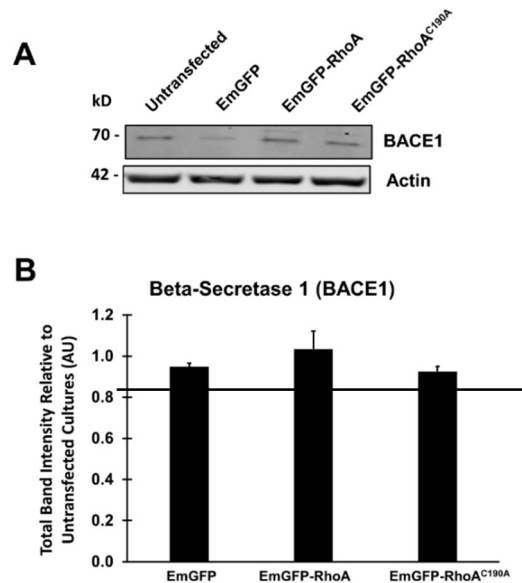 A
kD
Untransfected
EmGFP
EmGFP-RhoA
EmGFP-RhoAC190A
70 -
BACE1
42 -
Actin
B
Beta-Secretase 1 (BACE1)
Total Band Intensity Relative to
Untransfected Cultures (AU)
1.2
1.0
0.8
0.6
0.4
0.2
0.0
EmGFP
EmGFP-RhoA
EmGFP-RhoAC190A